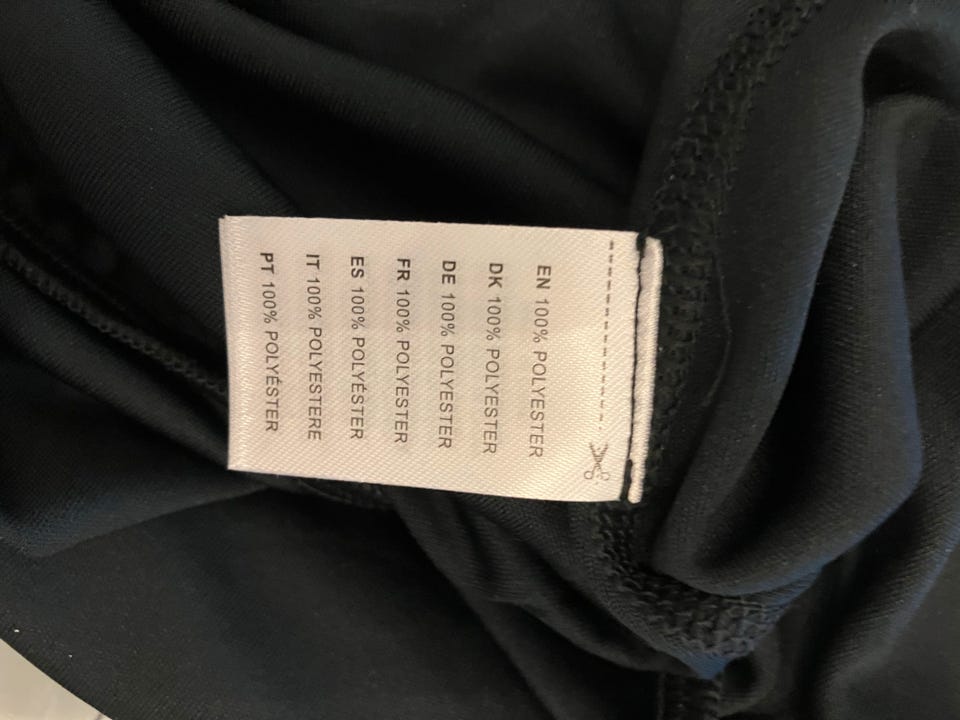 EN 100% POLYESTER
DK 100% POLYESTER
DE 100% POLYESTER
FR 100% POLYESTER
ES 100% POLYÉSTER
IT 100% POLYESTERE
PT 100% POLYÉSTER